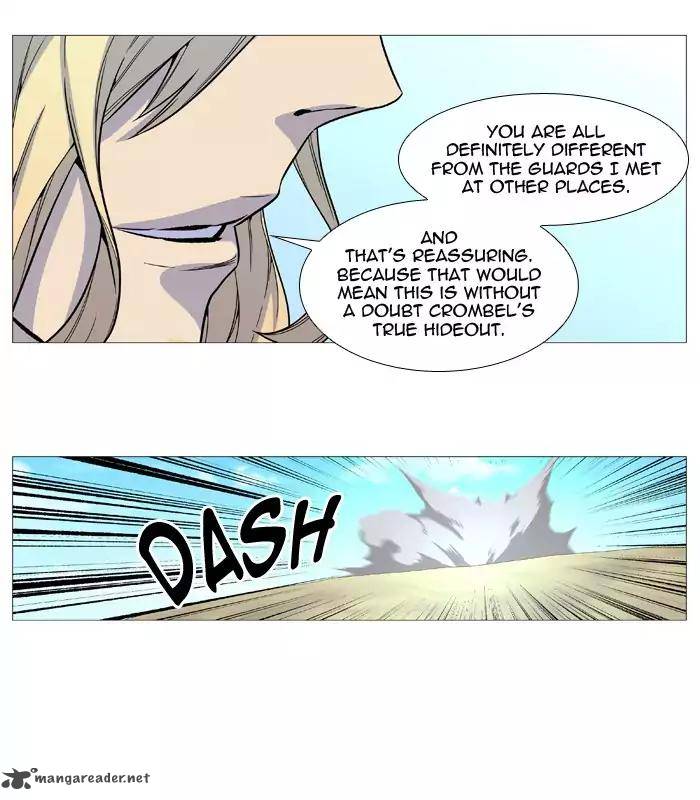 YOU ARE ALL
DEFINITELY DIFFERENT
FROM THE GUARDS I MET
AT OTHER PLACES.
AND
THAT'S REASSURING.
BECAUSE THAT WOULD
MEAN THIS IS WITHOUT
A DOUBT CROMBEL'S
TRUE HIDEOUT.
DASH
mangareader.net